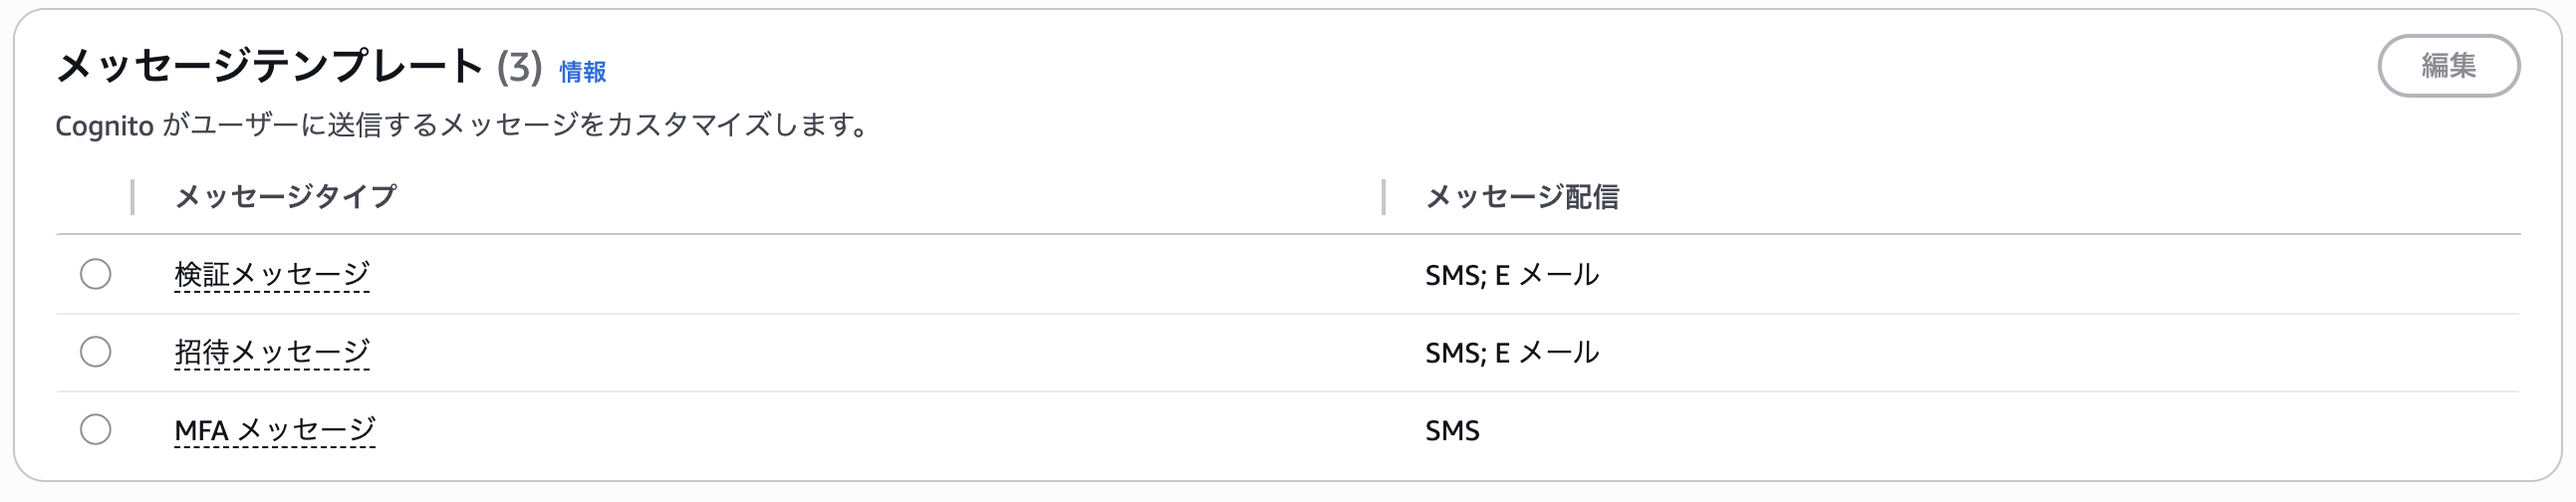 メッセージテンプレート (3) 情報
編集
Cognito がユーザーに送信するメッセージをカスタマイズします。
メッセージタイプ メッセージ配信
検証メッセージ SMS; E メール
招待メッセージ SMS; E メール
MFA メッセージ SMS